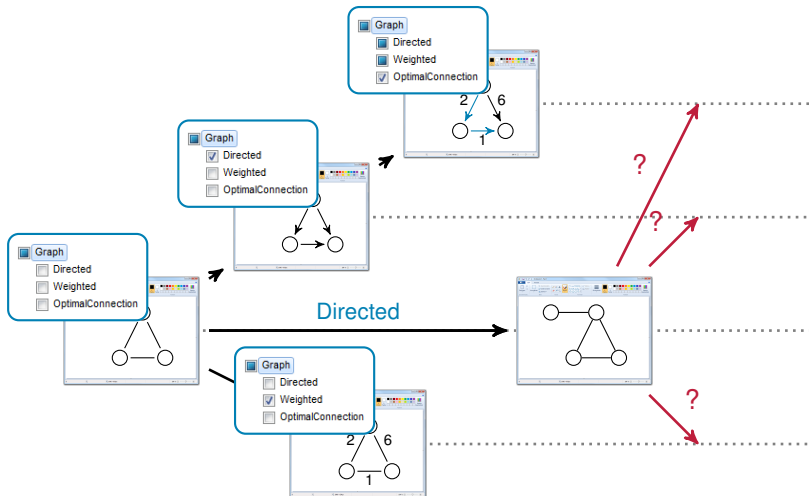 Graph
Directed
Weighted
OptimalConnection
2 6
1
?
Graph
Directed
Weighted
OptimalConnection
?
Graph
Directed
Weighted
OptimalConnection
Directed
Graph
Directed
Weighted
OptimalConnection
?
2 6
1